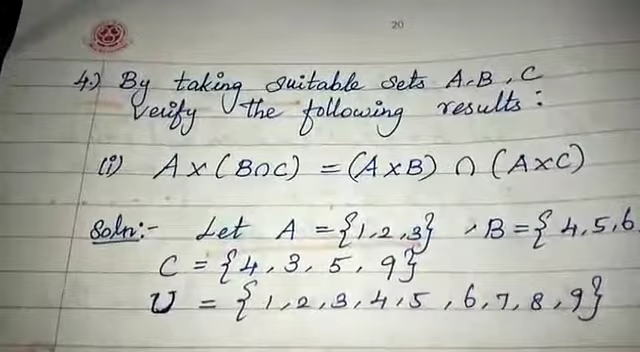 20
4.) By taking suitable sets A, B, C
Verify the following results:
(i) A×(B∩C) = (A×B) ∩ (A×C)
Soln:- Let A = {1,2,3} , B = {4,5,6
C = {4,3,5,9}
U = {1,2,3,4,5,6,7,8,9}